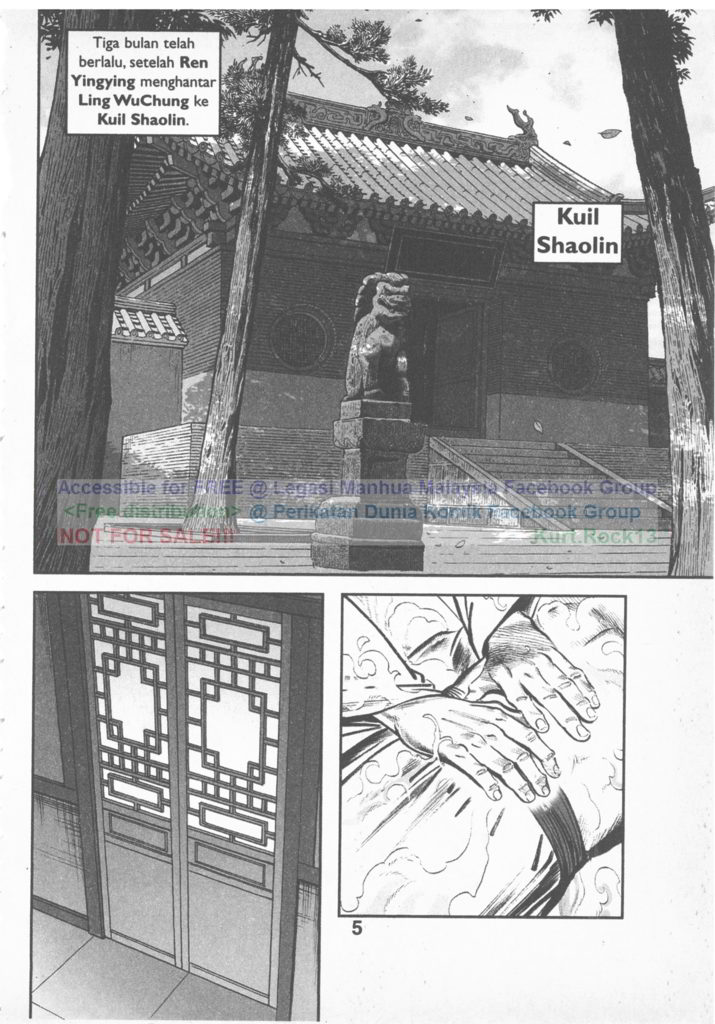 Tiga bulan telah
berlalu, setelah Ren
Yingying menghantar
Ling WuChung ke
Kuil Shaolin.
Kuil
Shaolin
Accessible for FREE @ Legasi Manhua Malaysia Facebook Group
<Free distribution> @ Perikatan Dunia Komik Facebook Group
NOT FOR SALE!!! Kurt.Rock13
5